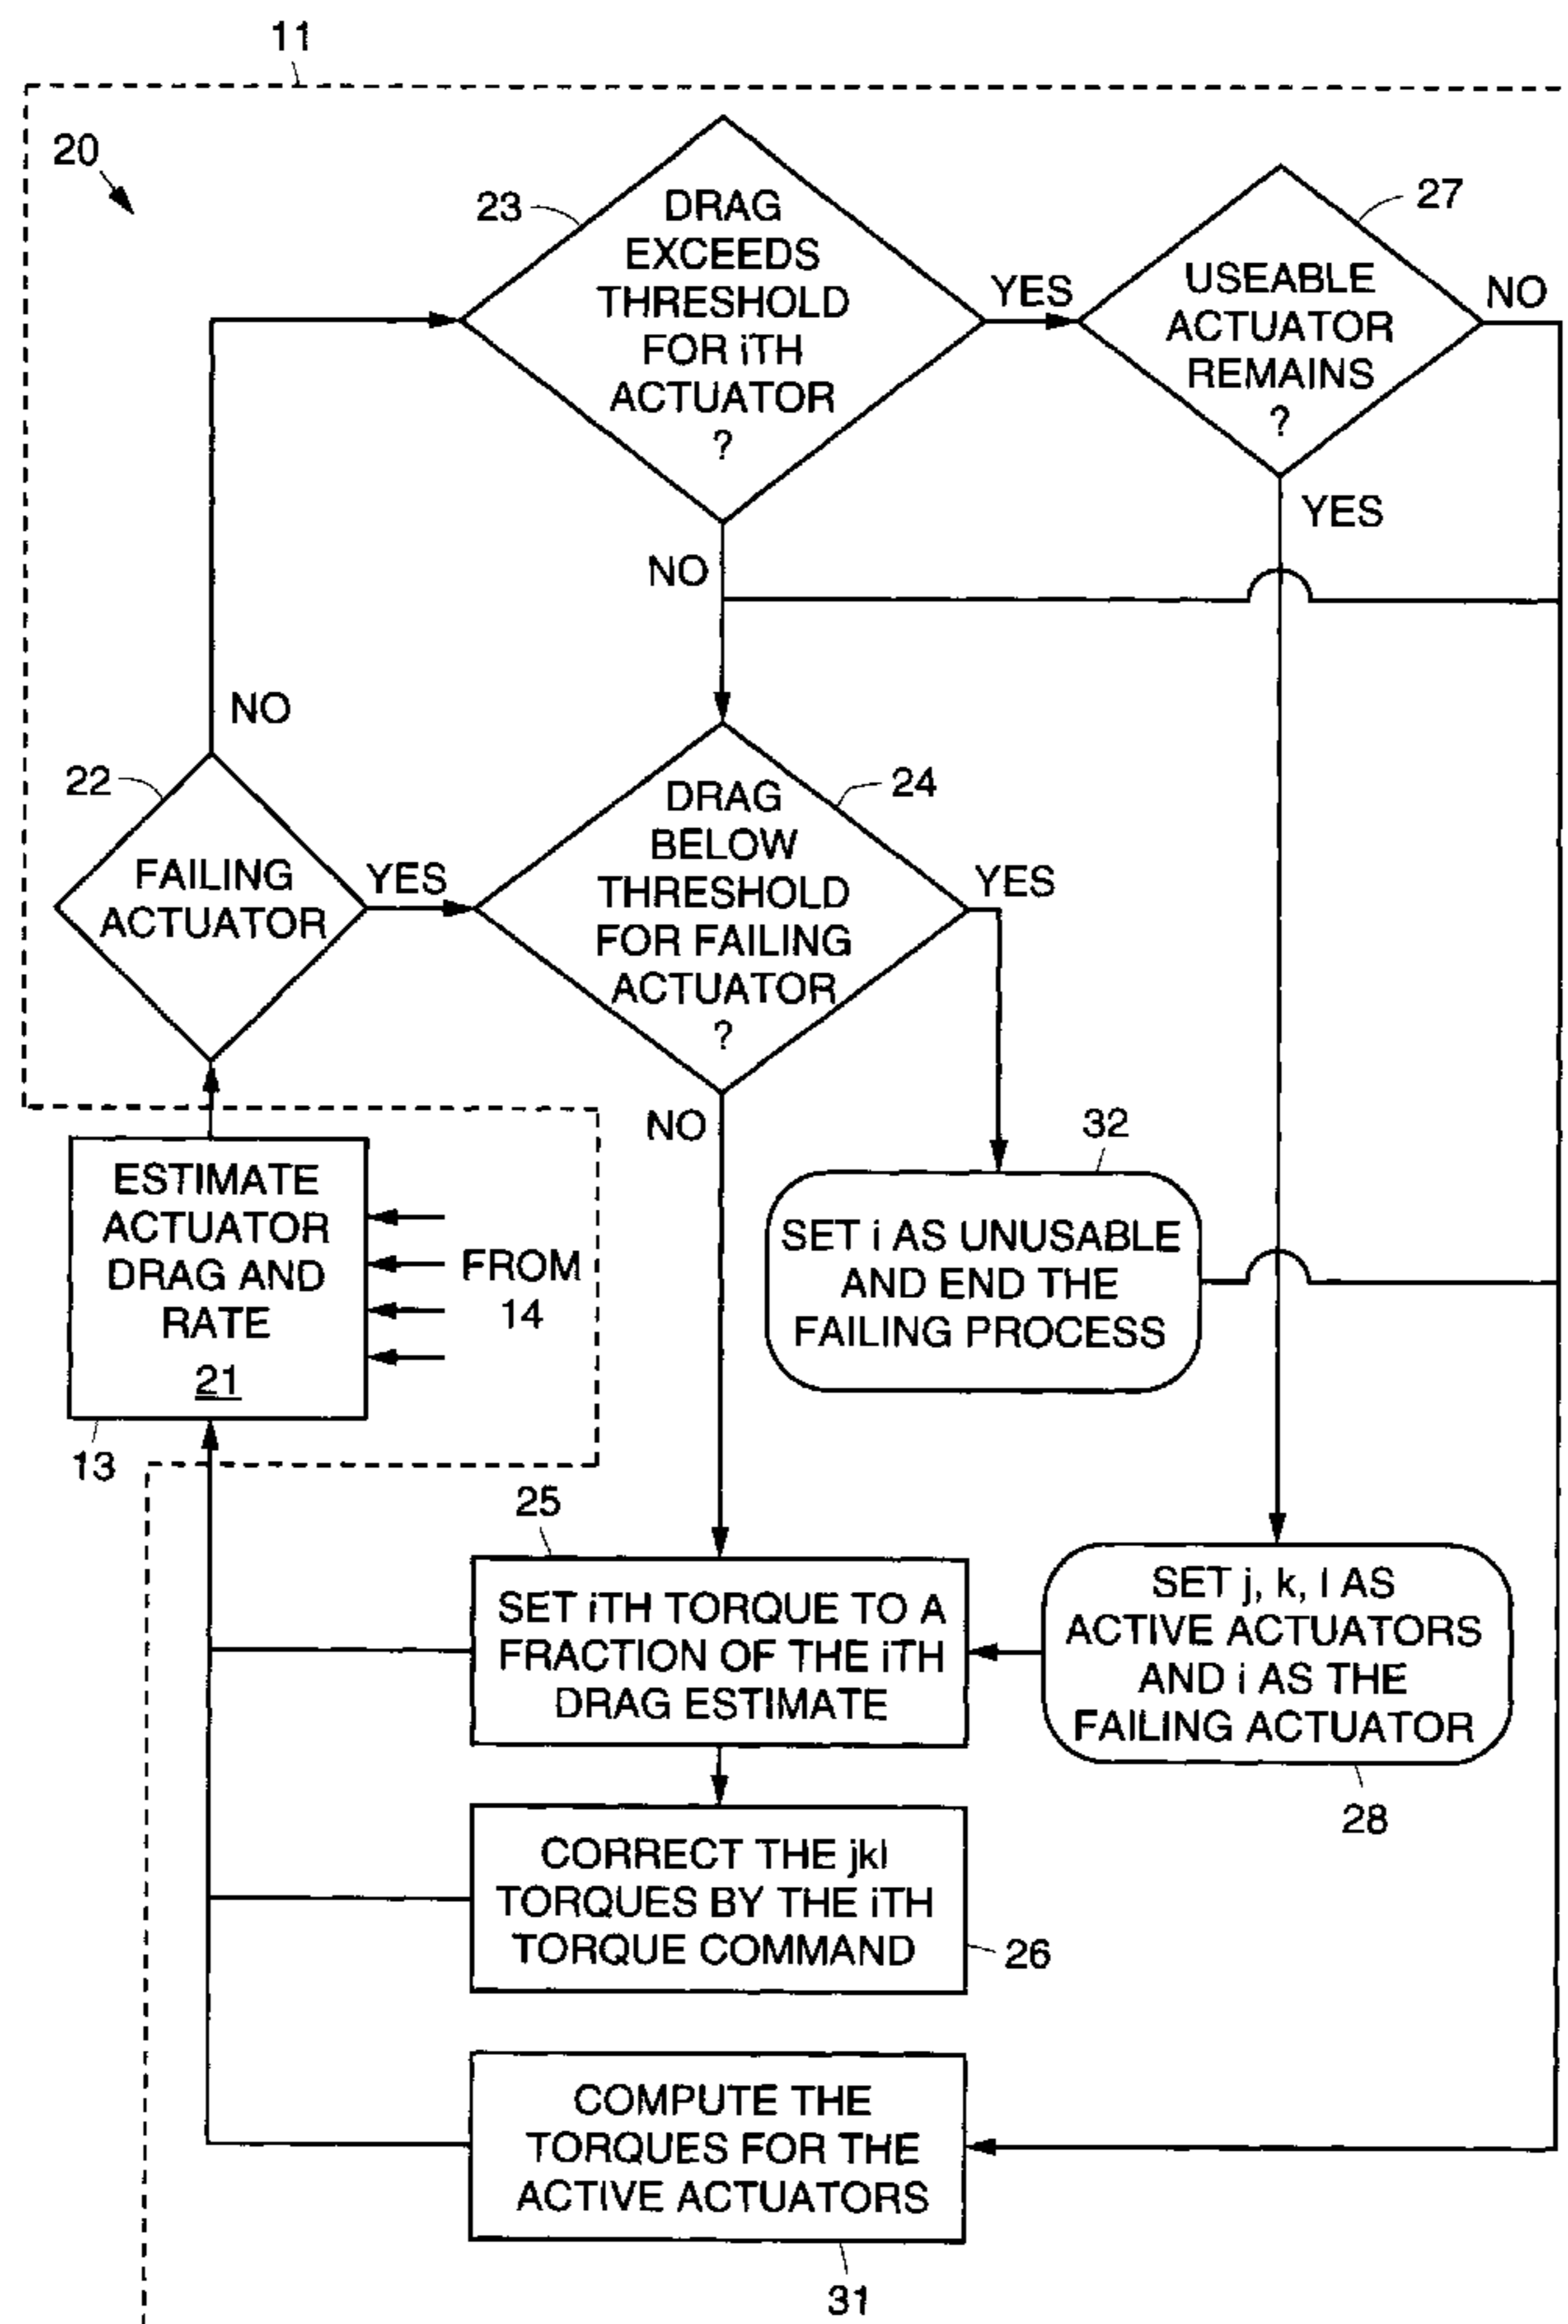 11
20
23
DRAG
EXCEEDS
THRESHOLD
FOR iTH
ACTUATOR
?
YES
27
USEABLE
ACTUATOR
REMAINS
?
NO
YES
NO
NO
22
FAILING
ACTUATOR
YES
24
DRAG
BELOW
THRESHOLD
FOR FAILING
ACTUATOR
?
YES
NO
ESTIMATE
ACTUATOR
DRAG AND
RATE
21
FROM
14
13
32
SET i AS UNUSABLE
AND END THE
FAILING PROCESS
25
SET iTH TORQUE TO A
FRACTION OF THE iTH
DRAG ESTIMATE
SET j, k, l AS
ACTIVE ACTUATORS
AND i AS THE
FAILING ACTUATOR
28
CORRECT THE jkl
TORQUES BY THE iTH
TORQUE COMMAND
26
COMPUTE THE
TORQUES FOR THE
ACTIVE ACTUATORS
31